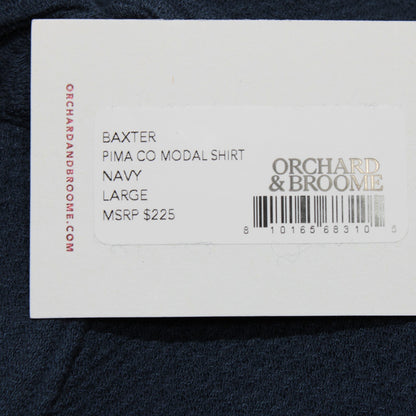 ORCHARDANDBROOME.COM
BAXTER
PIMA CO MODAL SHIRT
NAVY
LARGE
MSRP $225
ORCHARD
& BROOME
8 10165 68310 5